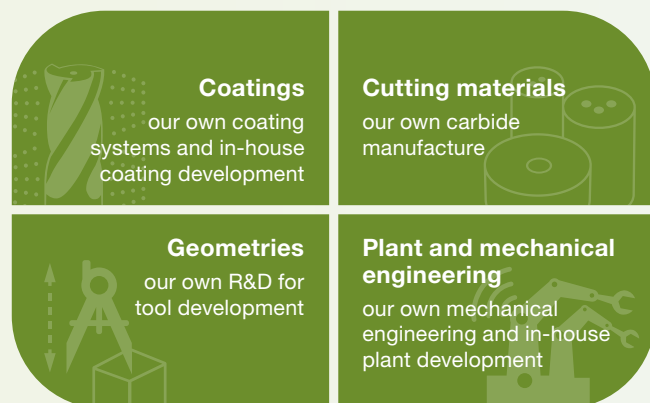 Coatings
our own coating
systems and in-house
coating development
Cutting materials
our own carbide
manufacture
Geometries
our own R&D for
tool development
Plant and mechanical
engineering
our own mechanical
engineering and in-house
plant development